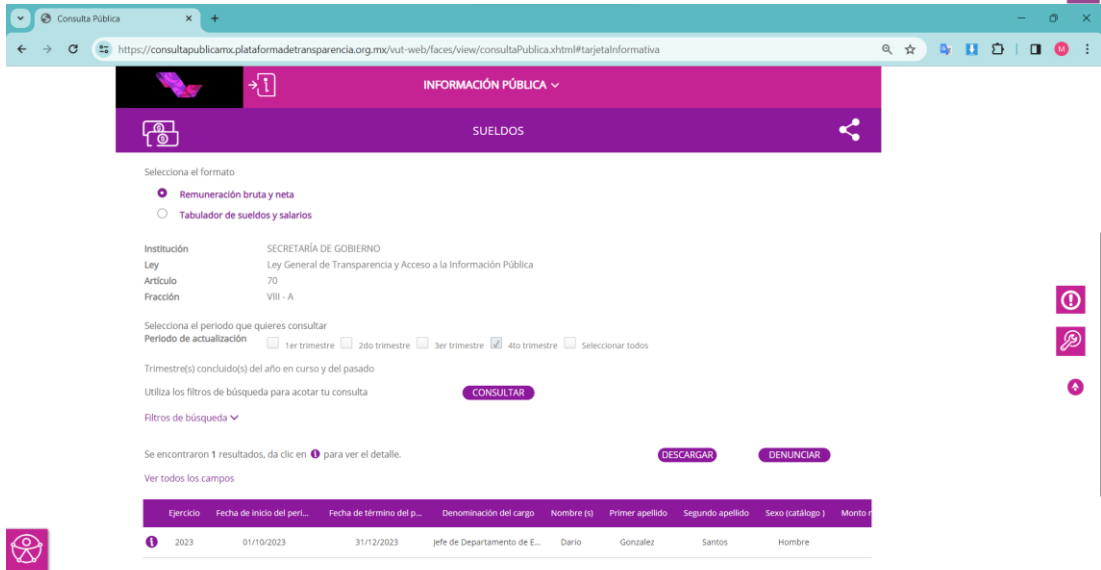 Consulta Pública
https://consultapublicamx.plataformadetransparencia.org.mx/vut-web/faces/view/consultaPublica.xhtml#tarjetaInformativa
M
INFORMACIÓN PÚBLICA
SUELDOS
Selecciona el formato
Remuneración bruta y neta
Tabulador de sueldos y salarios
Institución SECRETARÍA DE GOBIERNO
Ley Ley General de Transparencia y Acceso a la Información Pública
Artículo 70
Fracción VIII - A
Selecciona el periodo que quieres consultar
Periodo de actualización 1er trimestre 2do trimestre 3er trimestre 4to trimestre Seleccionar todos
Trimestre(s) concluido(s) del año en curso y del pasado
Utiliza los filtros de búsqueda para acotar tu consulta CONSULTAR
Filtros de búsqueda
Se encontraron 1 resultados, da clic en i para ver el detalle. DESCARGAR DENUNCIAR
Ver todos los campos
Ejercicio Fecha de inicio del peri... Fecha de término del p... Denominación del cargo Nombre (s) Primer apellido Segundo apellido Sexo (catálogo ) Monto
2023 01/10/2023 31/12/2023 Jefe de Departamento de E... Dario Gonzalez Santos Hombre